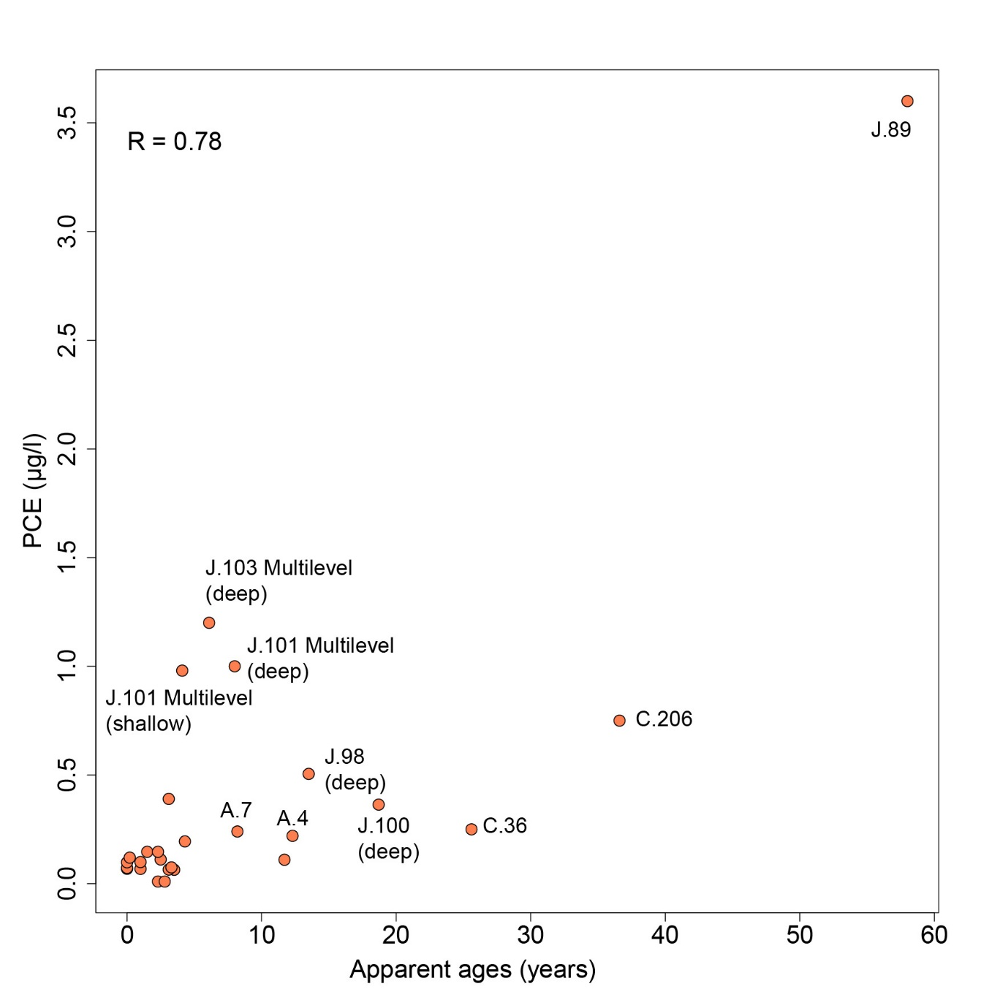 R = 0.78
J.89
J.103 Multilevel
(deep)
J.101 Multilevel
(deep)
J.101 Multilevel
(shallow)
C.206
J.98
(deep)
A.7
A.4
J.100
(deep)
C.36
3.5
3.0
2.5
2.0
1.5
1.0
0.5
0.0
PCE (µg/l)
0 10 20 30 40 50 60
Apparent ages (years)